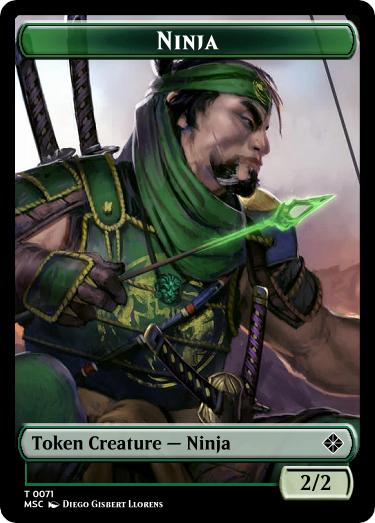 Ninja
Token Creature — Ninja
2/2
T 0071
MSC Diego Gisbert Llorens